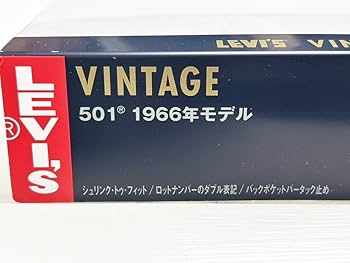 LEVI'S VIN
LEVI'S
®
VINTAGE
501® 1966年モデル
シュリンク・トゥ・フィット/ロットナンバーのダブル表記/バックポケットバータック止め